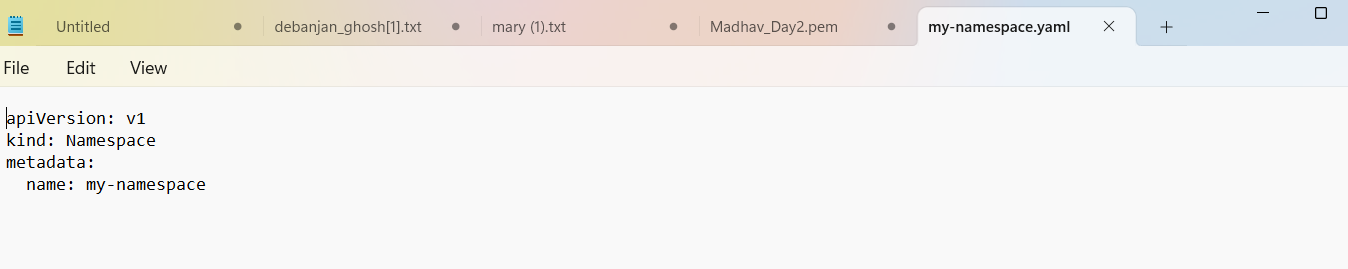 Untitled debanjan_ghosh[1].txt mary (1).txt Madhav_Day2.pem my-namespace.yaml
File Edit View
apiVersion: v1
kind: Namespace
metadata:
  name: my-namespace